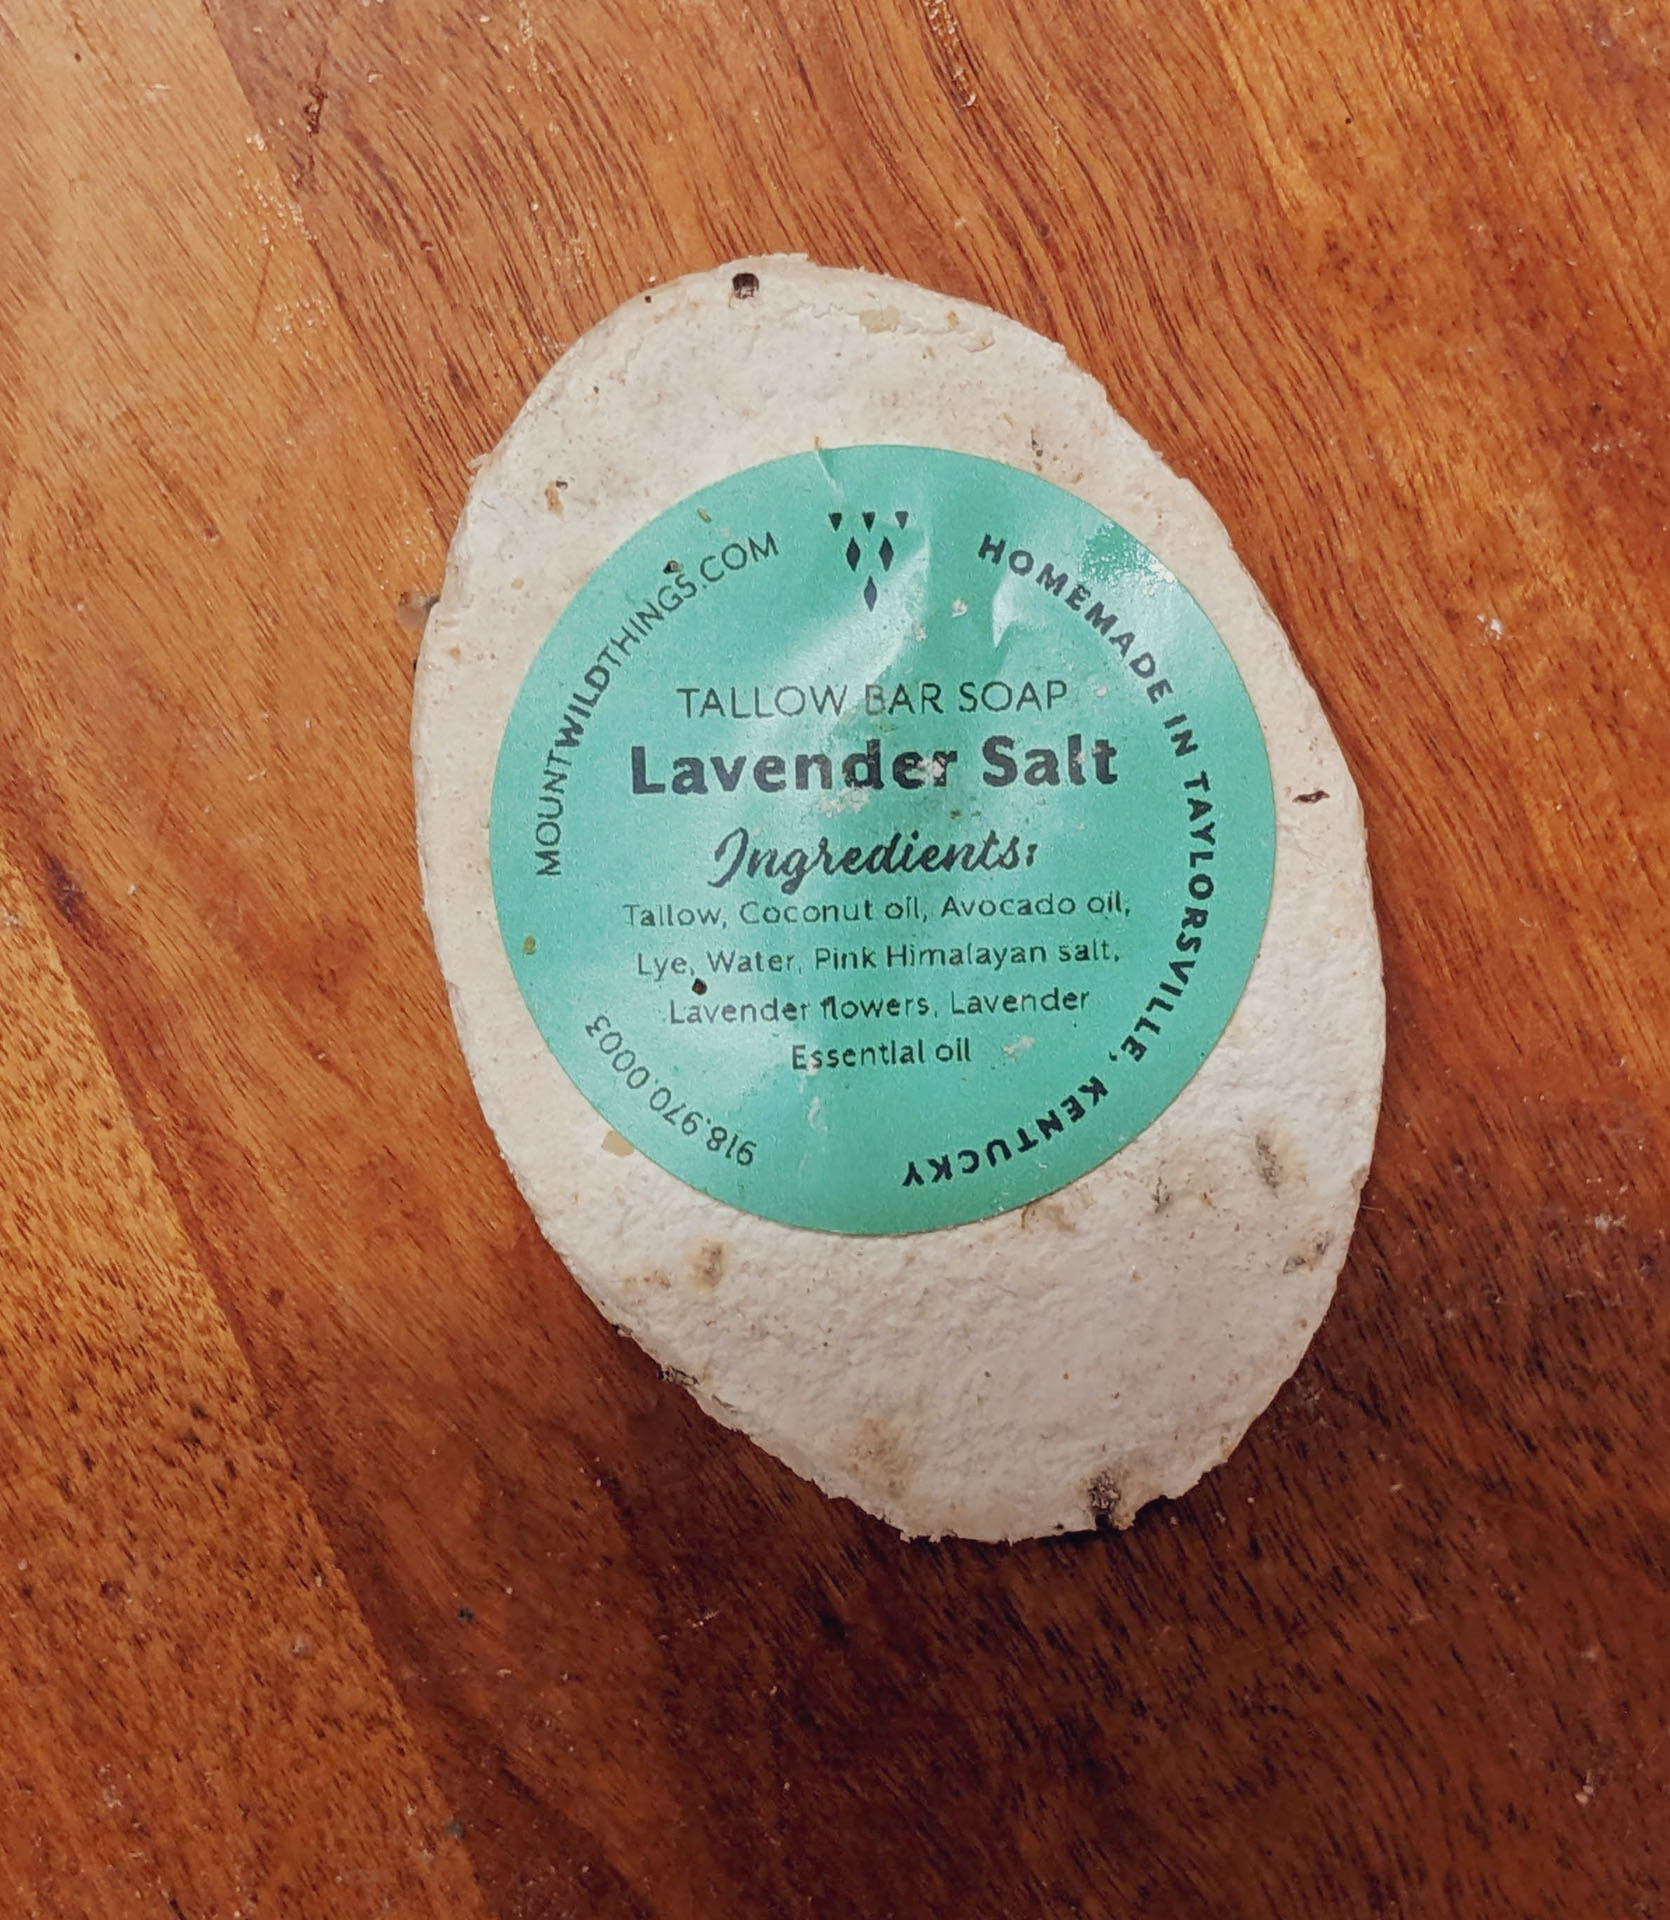 MOUNTWILDTHINGS.COM
HOMEMADE IN TAYLORSVILLE, KENTUCKY
TALLOW BAR SOAP
Lavender Salt
Ingredients:
Tallow, Coconut oil, Avocado oil,
Lye, Water, Pink Himalayan salt,
Lavender flowers, Lavender
Essential oil
918.970.0003